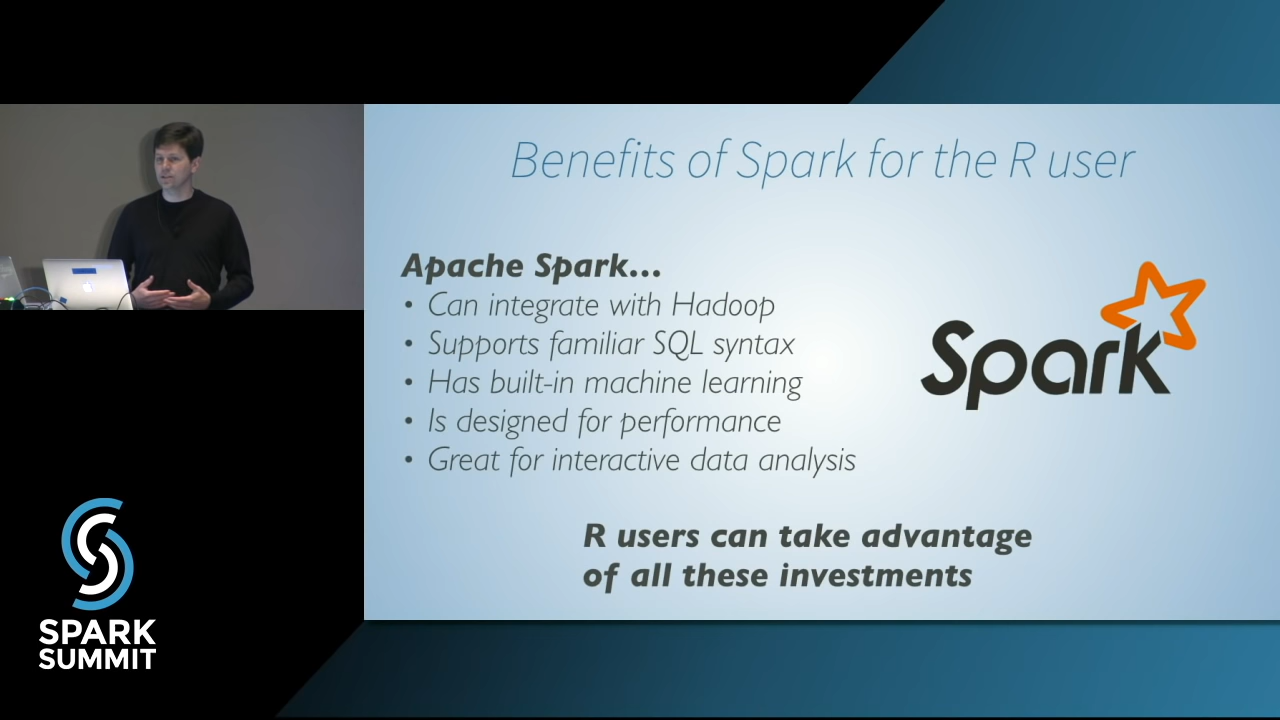 Benefits of Spark for the R user
Apache Spark...
• Can integrate with Hadoop
• Supports familiar SQL syntax
• Has built-in machine learning
• Is designed for performance
• Great for interactive data analysis
Spark
R users can take advantage
of all these investments
SPARK
SUMMIT